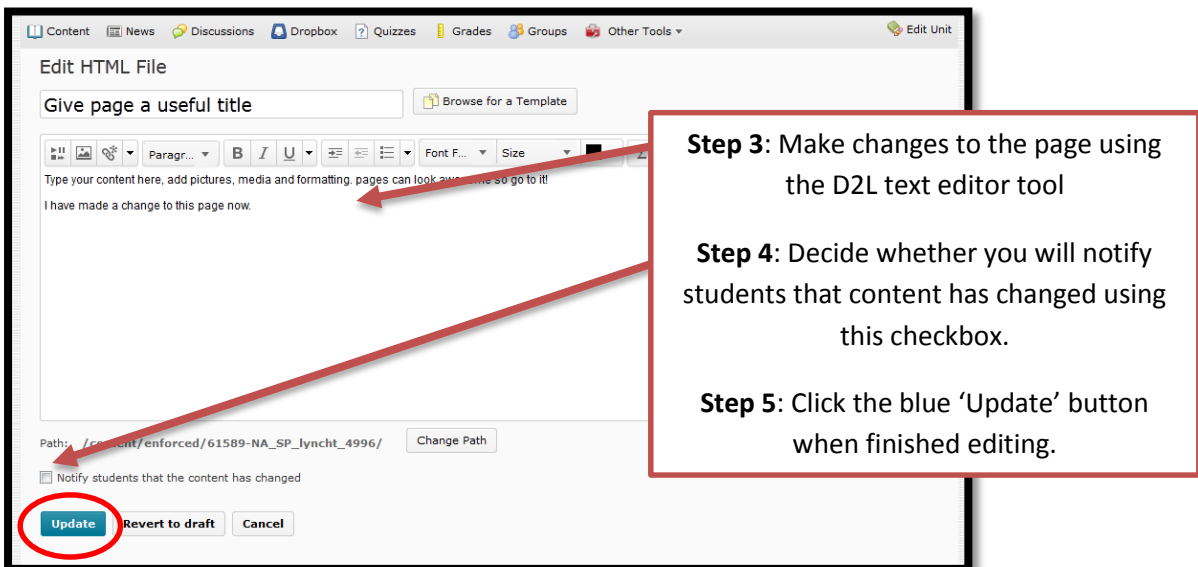 Content News Discussions Dropbox Quizzes Grades Groups Other Tools Edit Unit
Edit HTML File
Give page a useful title Browse for a Template
Paragr... B I U Font F... Size
Type your content here, add pictures, media and formatting. pages can look so go to it!
I have made a change to this page now.
Step 3: Make changes to the page using
the D2L text editor tool
Step 4: Decide whether you will notify
students that content has changed using
this checkbox.
Step 5: Click the blue ‘Update’ button
when finished editing.
Path: /content/enforced/61589-NA_SP_lyncht_4996/ Change Path
Notify students that the content has changed
Update Revert to draft Cancel